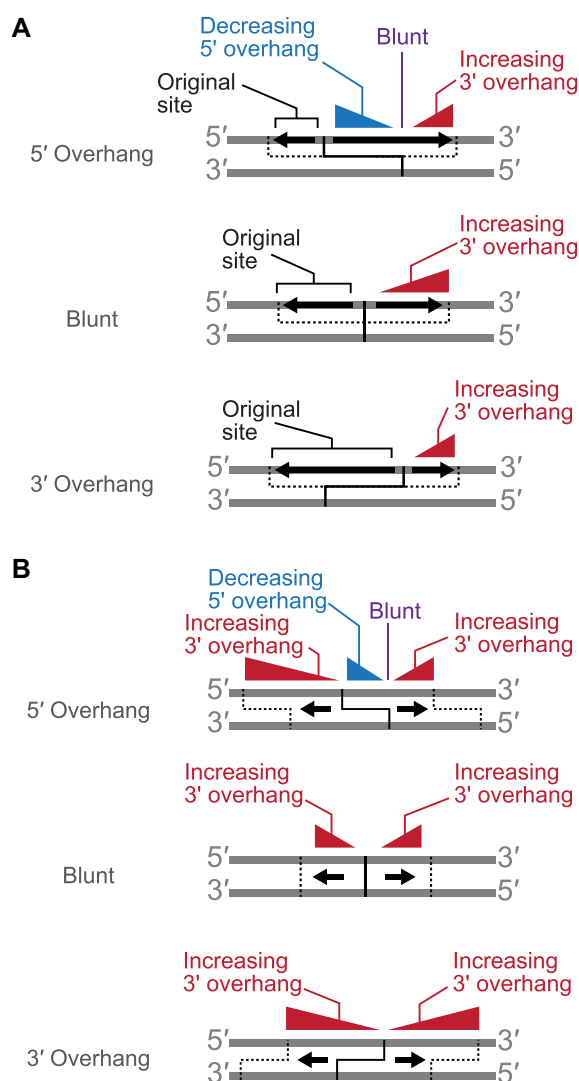 A
Decreasing
5' overhang
Blunt
Increasing
3' overhang
Original
site
5′ 3′
5′ Overhang
3′ 5′
Increasing
3' overhang
Original
site
5′ 3′
Blunt
3′ 5′
Increasing
3' overhang
Original
site
5′ 3′
3′ Overhang
3′ 5′
B
Decreasing
5' overhang
Blunt
Increasing
3' overhang
Increasing
3' overhang
5′ 3′
5′ Overhang
3′ 5′
Increasing
3' overhang
Increasing
3' overhang
5′ 3′
Blunt
3′ 5′
Increasing
3' overhang
Increasing
3' overhang
5′ 3′
3′ Overhang
3′ 5′